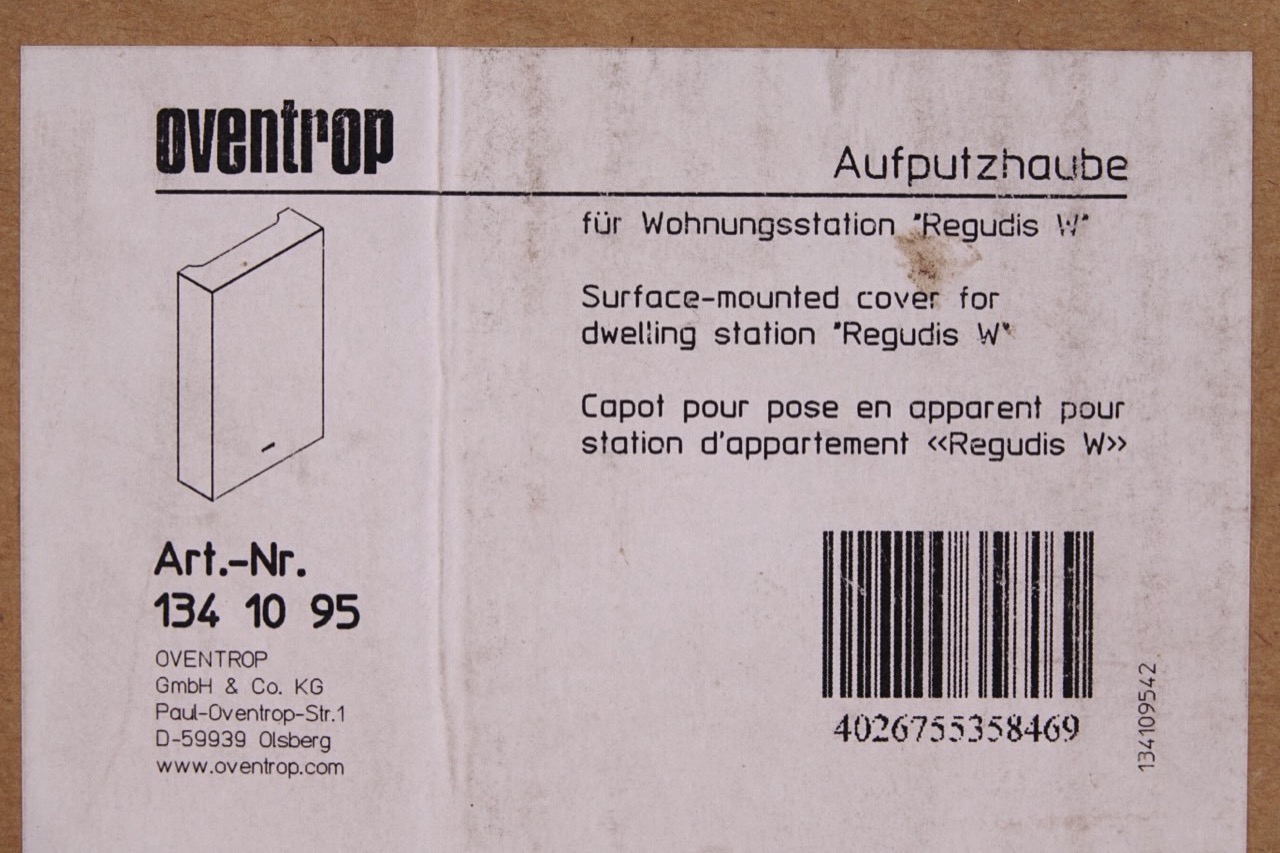 oventrop
Aufputzhaube
für Wohnungsstation "Regudis W"
Surface-mounted cover for
dwelling station "Regudis W"
Capot pour pose en apparent pour
station d'appartement «Regudis W»
Art.-Nr.
134 10 95
OVENTROP
GmbH & Co. KG
Paul-Oventrop-Str.1
D-59939 Olsberg
www.oventrop.com
4026755358469
134109542